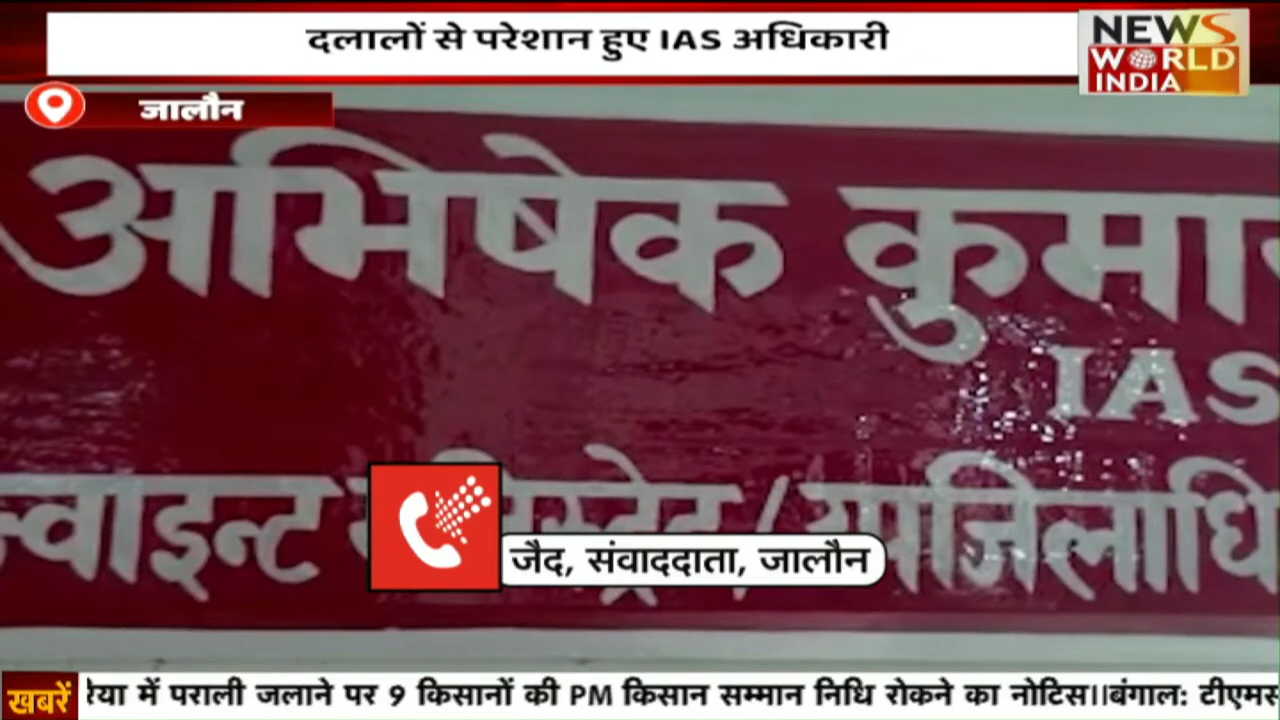 दलालों से परेशान हुए IAS अधिकारी
NEWS
WORLD
INDIA
जालौन
अभिषेक कुमार
IAS
ज्वाइन्ट
जैद, संवाददाता, जालौन
खबरें
में पराली जलाने पर 9 किसानों की PM किसान सम्मान निधि रोकने का नोटिस।।बंगाल: